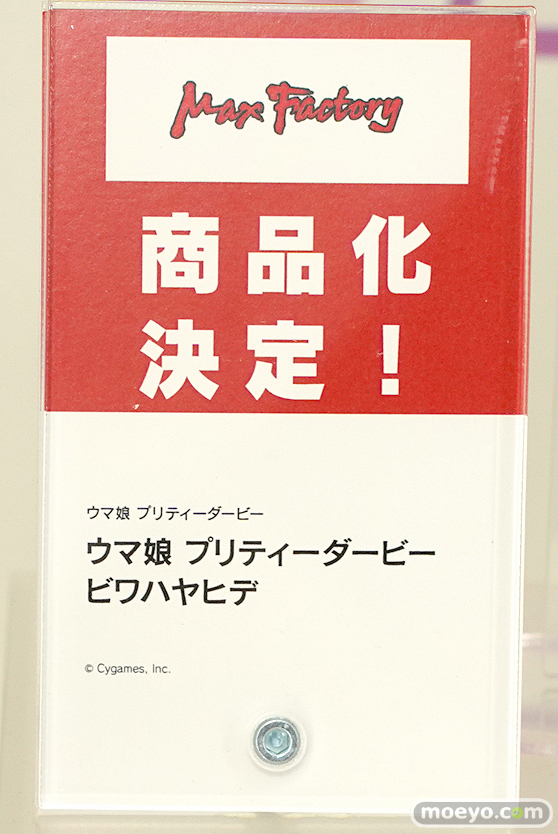 Max Factory
商品化
決定！
ウマ娘 プリティーダービー
ウマ娘 プリティーダービー
ビワハヤヒデ
© Cygames, Inc.
moeyo.com